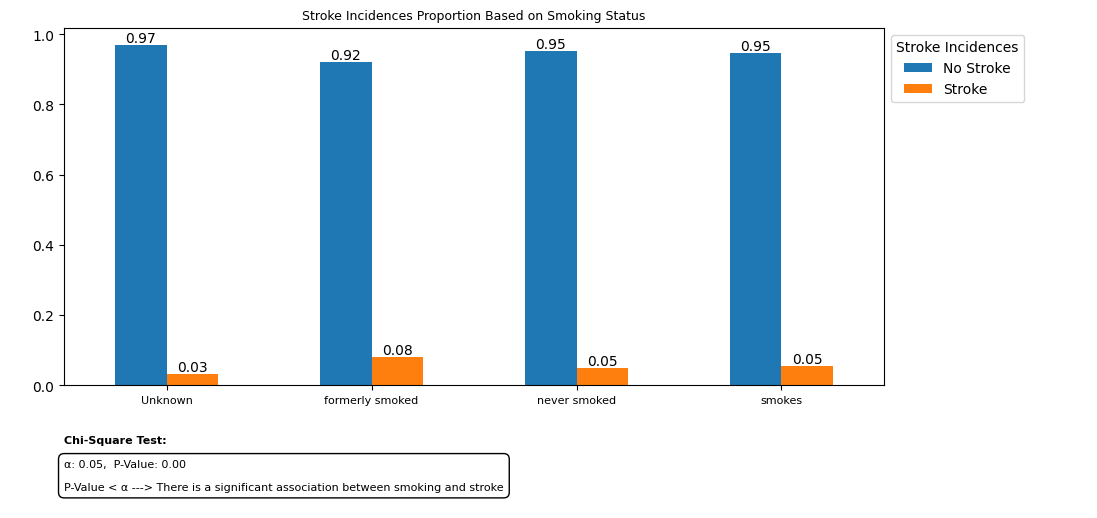 Stroke Incidences Proportion Based on Smoking Status
1.0
0.8
0.6
0.4
0.2
0.0
0.97
0.03
0.92
0.08
0.95
0.05
0.95
0.05
Unknown
formerly smoked
never smoked
smokes
Stroke Incidences
No Stroke
Stroke
Chi-Square Test:
α: 0.05,  P-Value: 0.00
P-Value < α ---> There is a significant association between smoking and stroke